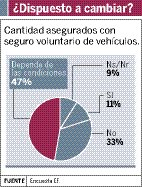 ¿Dispuesto a cambiar?
Cantidad asegurados con
seguro voluntario de vehículos.
Depende de
las condiciones
47%
Ns/Nr
9%
Sí
11%
No
33%
FUENTE Encuesta EF.